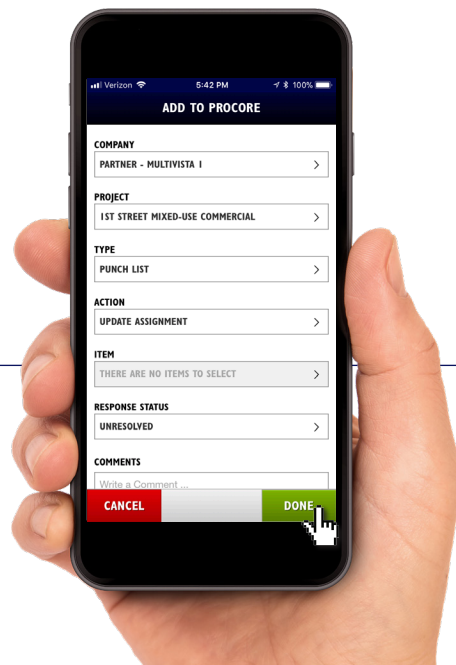 Verizon 5:42 PM 100%
ADD TO PROCORE
COMPANY
PARTNER - MULTIVISTA I
PROJECT
1ST STREET MIXED-USE COMMERCIAL
TYPE
PUNCH LIST
ACTION
UPDATE ASSIGNMENT
ITEM
THERE ARE NO ITEMS TO SELECT
RESPONSE STATUS
UNRESOLVED
COMMENTS
Write a Comment ...
CANCEL DONE